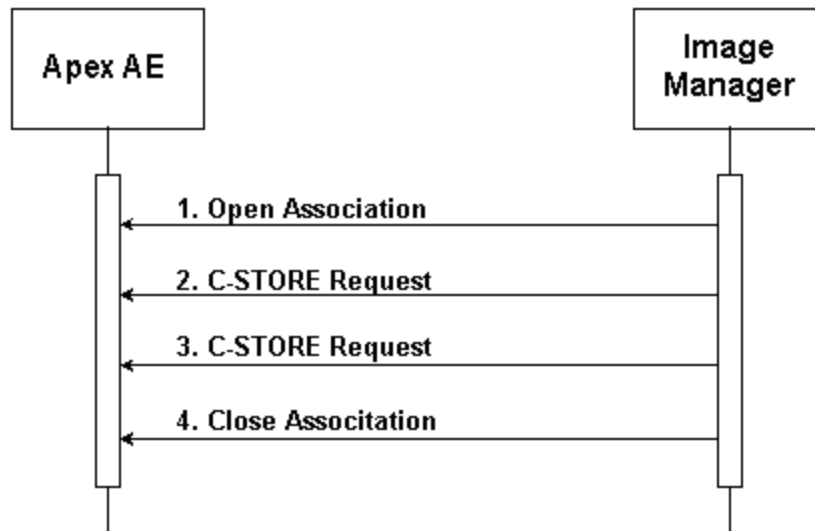 Apex AE
Image
Manager
1. Open Association
2. C-STORE Request
3. C-STORE Request
4. Close Associtation